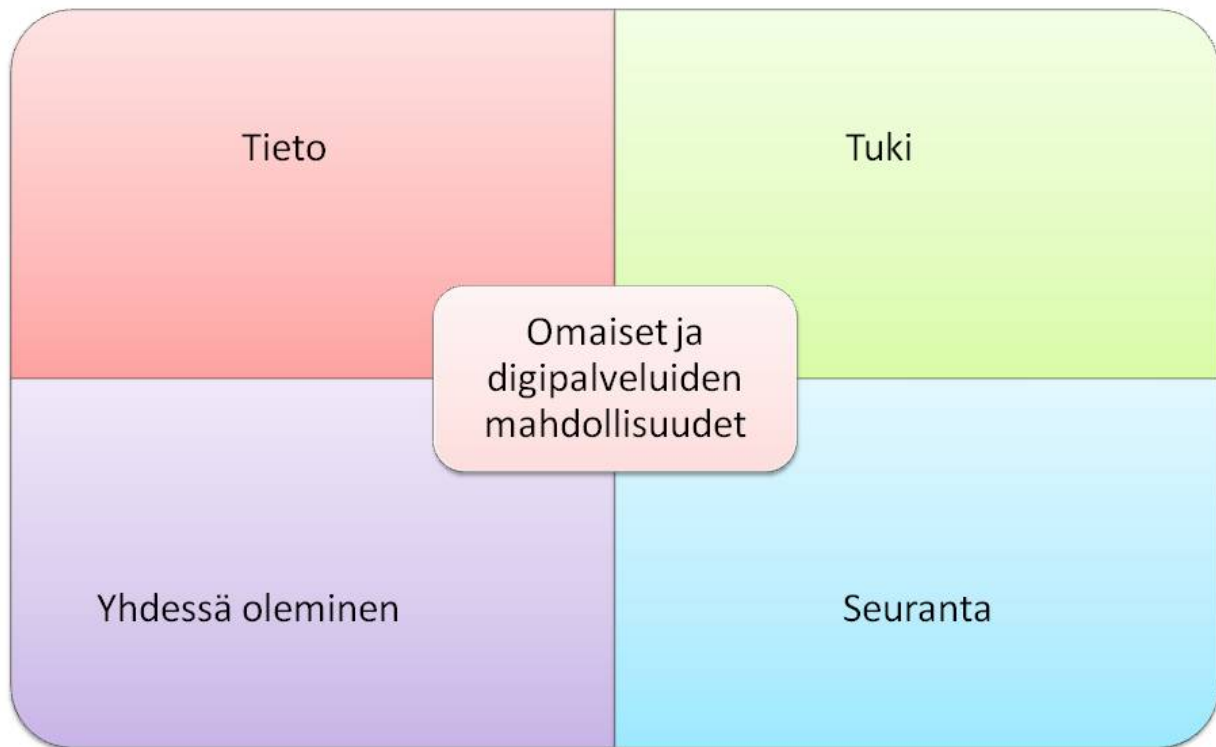 Tieto
Tuki
Omaiset ja
digipalveluiden
mahdollisuudet
Yhdessä oleminen
Seuranta